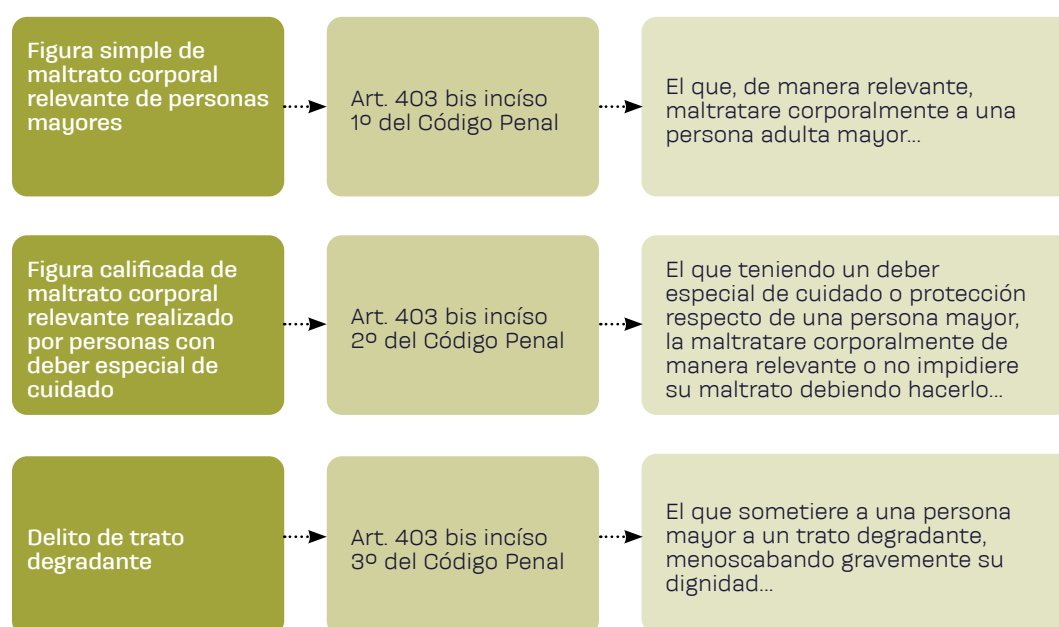 Figura simple de
maltrato corporal
relevante de personas
mayores
Art. 403 bis incíso
1º del Código Penal
El que, de manera relevante,
maltratare corporalmente a una
persona adulta mayor...
Figura calificada de
maltrato corporal
relevante realizado
por personas con
deber especial de
cuidado
Art. 403 bis incíso
2º del Código Penal
El que teniendo un deber
especial de cuidado o protección
respecto de una persona mayor,
la maltratare corporalmente de
manera relevante o no impidiere
su maltrato debiendo hacerlo...
Delito de trato
degradante
Art. 403 bis incíso
3º del Código Penal
El que sometiere a una persona
mayor a un trato degradante,
menoscabando gravemente su
dignidad...